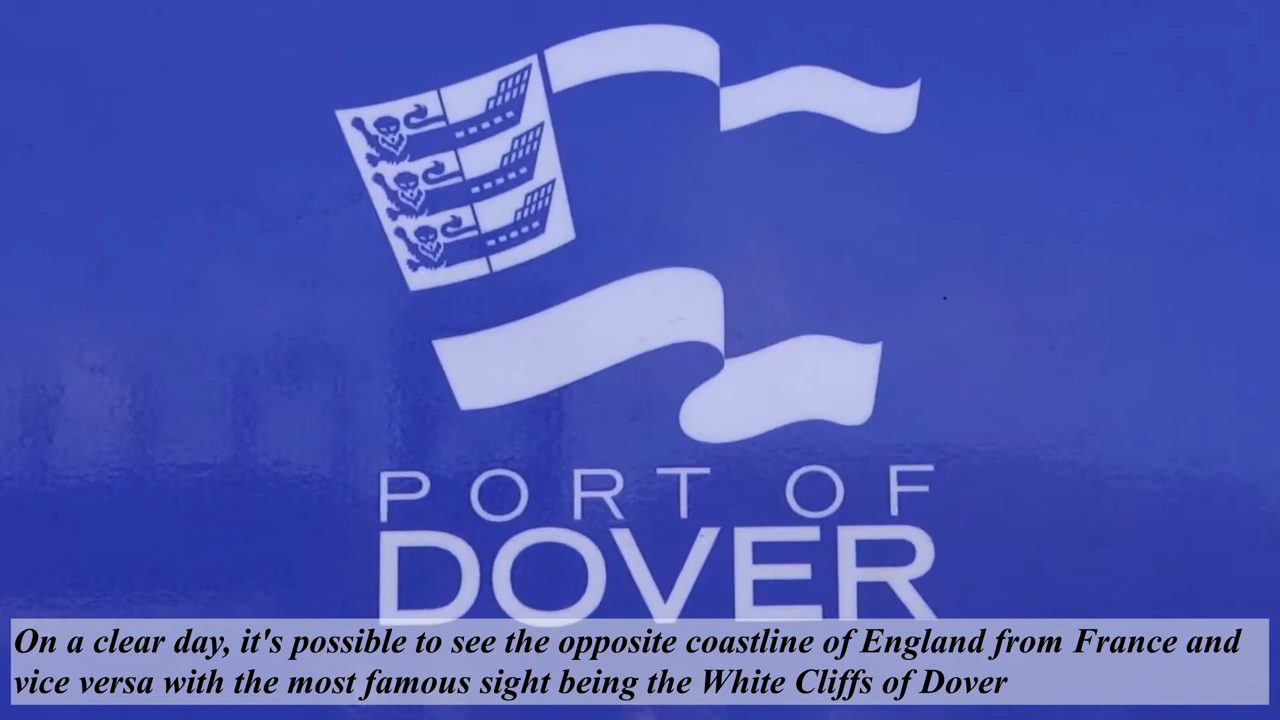 PORT OF
DOVER
On a clear day, it's possible to see the opposite coastline of England from France and
vice versa with the most famous sight being the White Cliffs of Dover